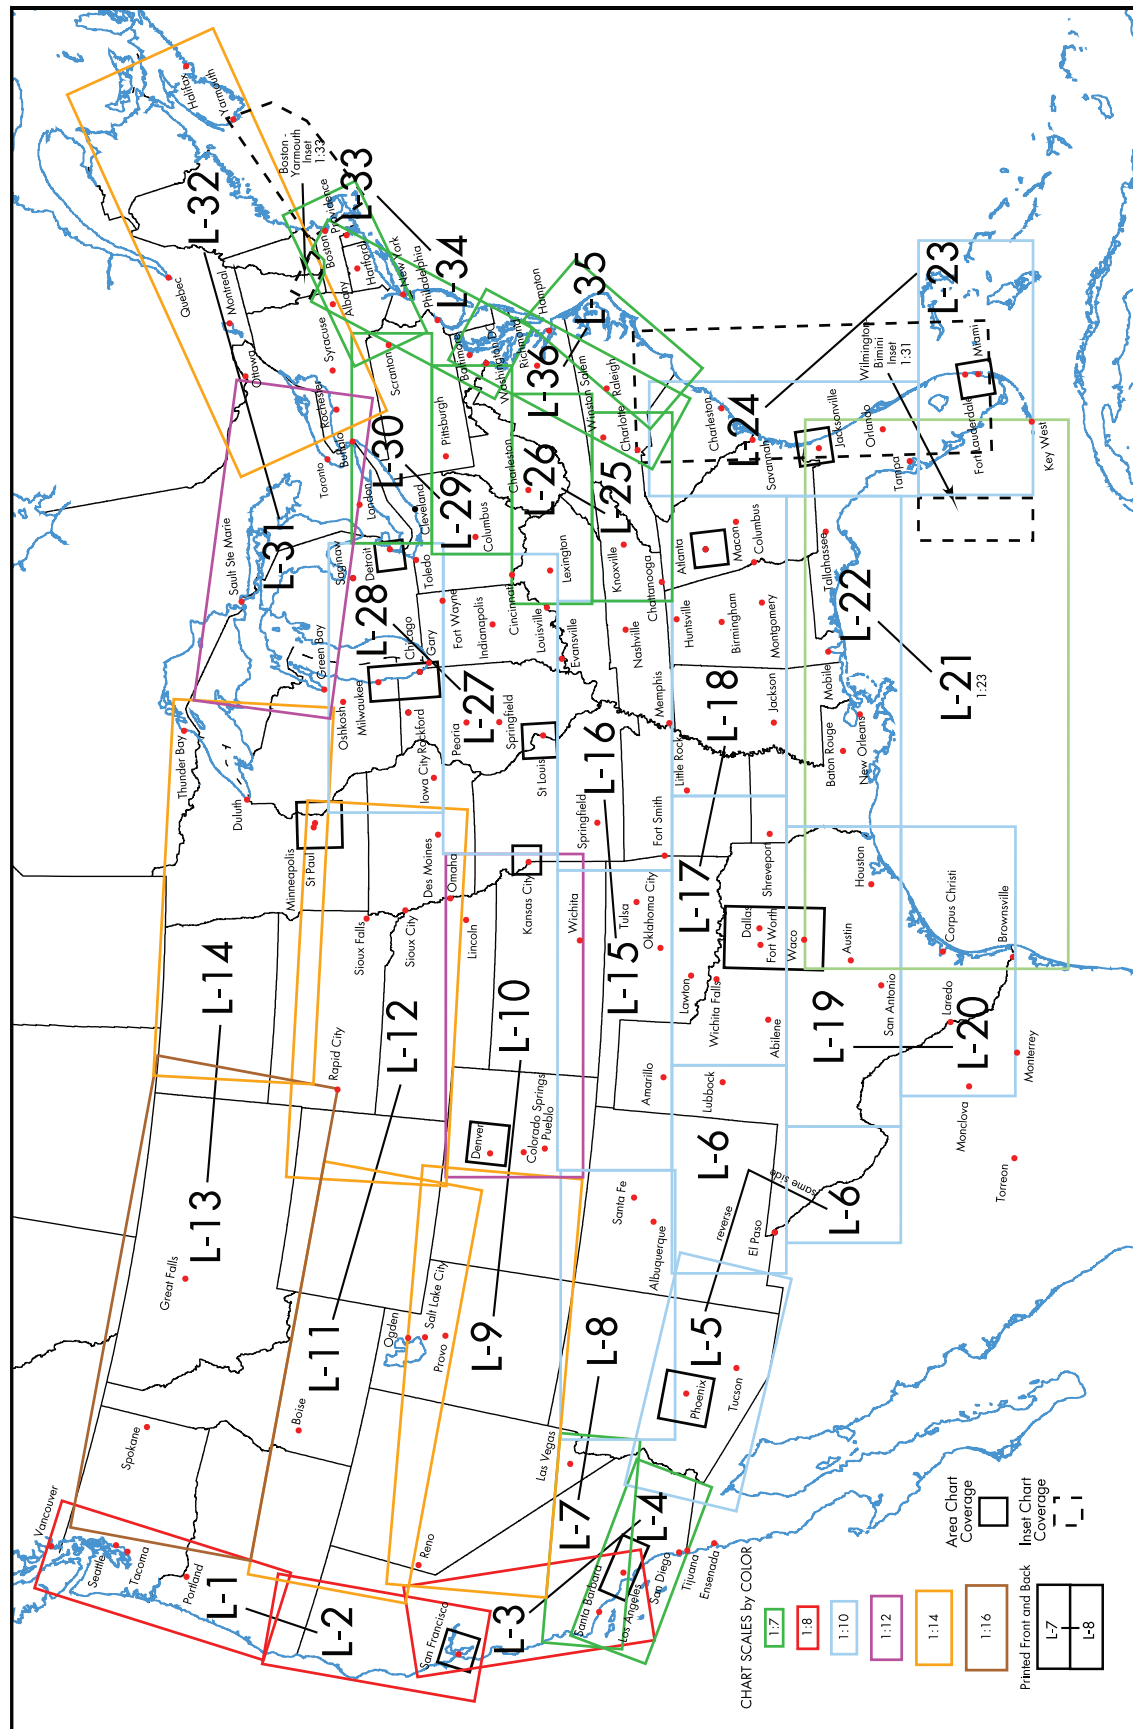 Vancouver
Seattle
Tacoma
Portland
Spokane
Great Falls
Boise
L-1
L-2
L-13
L-14
L-11
L-12
Rapid City
Thunder Bay
Duluth
Minneapolis
St Paul
Sioux Falls
Sioux City
Des Moines
Omaha
Lincoln
Oshkosh
Green Bay
Milwaukee
Sault Ste Marie
L-31
L-32
Quebec
Montreal
Ottawa
Halifax
Yarmouth
Boston -
Yarmouth
Inset
1:33
L-33
Boston
Providence
Hartford
Albany
Syracuse
Rochester
Buffalo
Toronto
London
Saginaw
Detroit
Toledo
Cleveland
L-28
Chicago
Gary
Rockford
Iowa City
Peoria
L-27
Springfield
Fort Wayne
Indianapolis
L-30
L-29
Columbus
Pittsburgh
Scranton
New York
Philadelphia
L-34
Baltimore
Washington DC
Richmond
Hampton
L-35
L-36
L-26
L-25
Charleston
Winston Salem
Raleigh
Charlotte
Cincinnati
Lexington
Louisville
Evansville
Knoxville
Chattanooga
Nashville
St Louis
Springfield
L-16
L-15
Kansas City
Wichita
L-10
L-9
Denver
Colorado Springs
Pueblo
Ogden
Salt Lake City
Provo
Reno
San Francisco
L-3
L-4
L-7
L-8
Las Vegas
Santa Barbara
Los Angeles
San Diego
Tijuana
Ensenada
L-5
Phoenix
Tucson
Santa Fe
Albuquerque
El Paso
reverse
same side
L-6
L-6
Amarillo
Lubbock
Tulsa
Oklahoma City
Lawton
Wichita Falls
Abilene
Fort Smith
Little Rock
Memphis
L-17
L-18
Dallas
Fort Worth
Waco
Shreveport
Jackson
Huntsville
Birmingham
Montgomery
Atlanta
Macon
Columbus
Savannah
Charleston
L-24
L-23
Jacksonville
Orlando
Tampa
Fort Lauderdale
Miami
Key West
Wilmington
Bimini
Inset
1:31
Tallahassee
Mobile
L-22
L-21
1:23
Baton Rouge
New Orleans
Houston
Austin
San Antonio
L-19
L-20
Corpus Christi
Brownsville
Laredo
Monterrey
Monclova
Torreon
CHART SCALES by COLOR
1:7
1:8
1:10
1:12
1:14
1:16
Area Chart
Coverage
Inset Chart
Coverage
Printed Front and Back
L-7
L-8